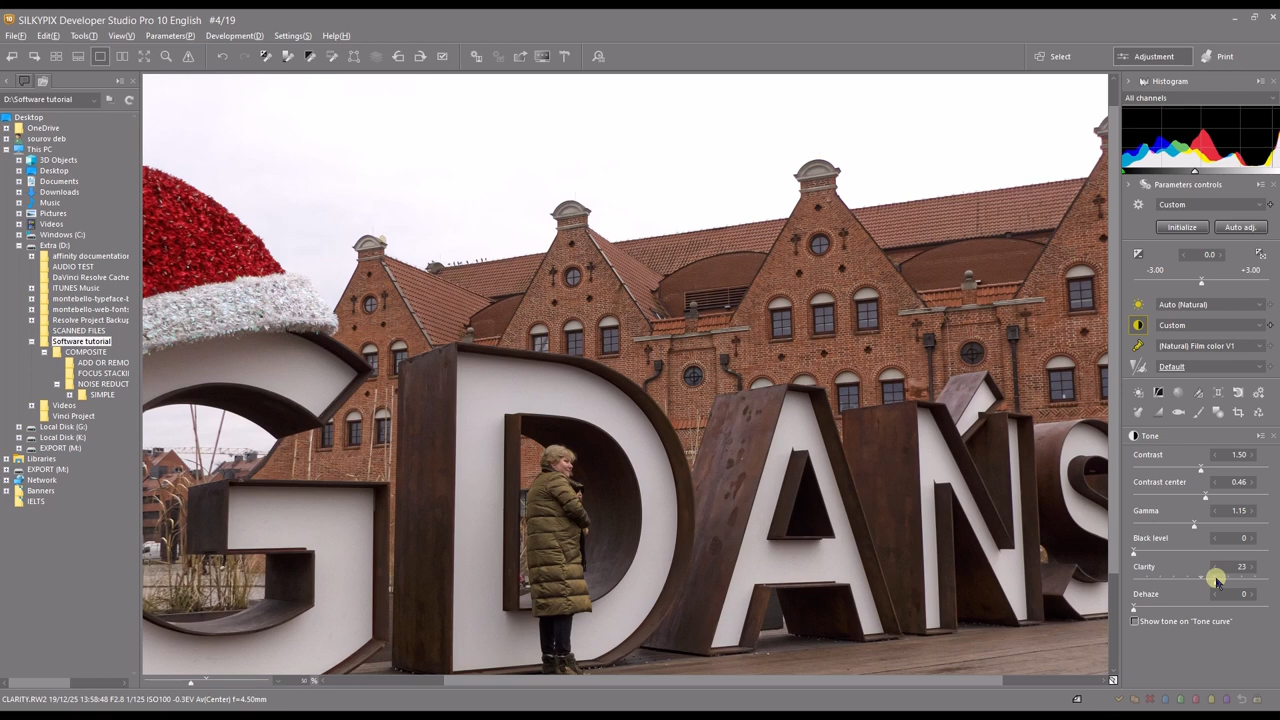 SILKYPIX Developer Studio Pro 10 English #4/19
File(F) Edit(E) Tools(T) View(V) Parameters(P) Development(D) Settings(S) Help(H)
Select Adjustment Print
D:\Software tutorial
Desktop
OneDrive
sourov deb
This PC
3D Objects
Desktop
Documents
Downloads
Music
Pictures
Videos
Windows (C:)
Extra (D:)
affinity documentation
AUDIO TEST
DaVinci Resolve Cache
ITUNES Music
montebello-typeface-b
montebello-web-fonts
Resolve Project Backup
SCANNED FILES
Software tutorial
COMPOSITE
ADD OR REMO
FOCUS STACKI
NOISE REDUCT
SIMPLE
Videos
Vinci Project
Local Disk (G:)
Local Disk (K:)
EXPORT (M:)
Libraries
EXPORT (M:)
Network
Banners
IELTS
GDAŃS
Histogram
All channels
Parameters controls
Custom
Initialize Auto adj.
0.0
-3.00 +3.00
Auto (Natural)
Custom
(Natural) Film color V1
Default
Tone
Contrast 1.50
Contrast center 0.46
Gamma 1.15
Black level 0
Clarity 23
Dehaze 0
Show tone on "Tone curve"
%
CLARITY.RW2 19/12/25 13:58:48 F2.8 1/125 ISO100 -0.3EV Av(Center) f=4.50mm